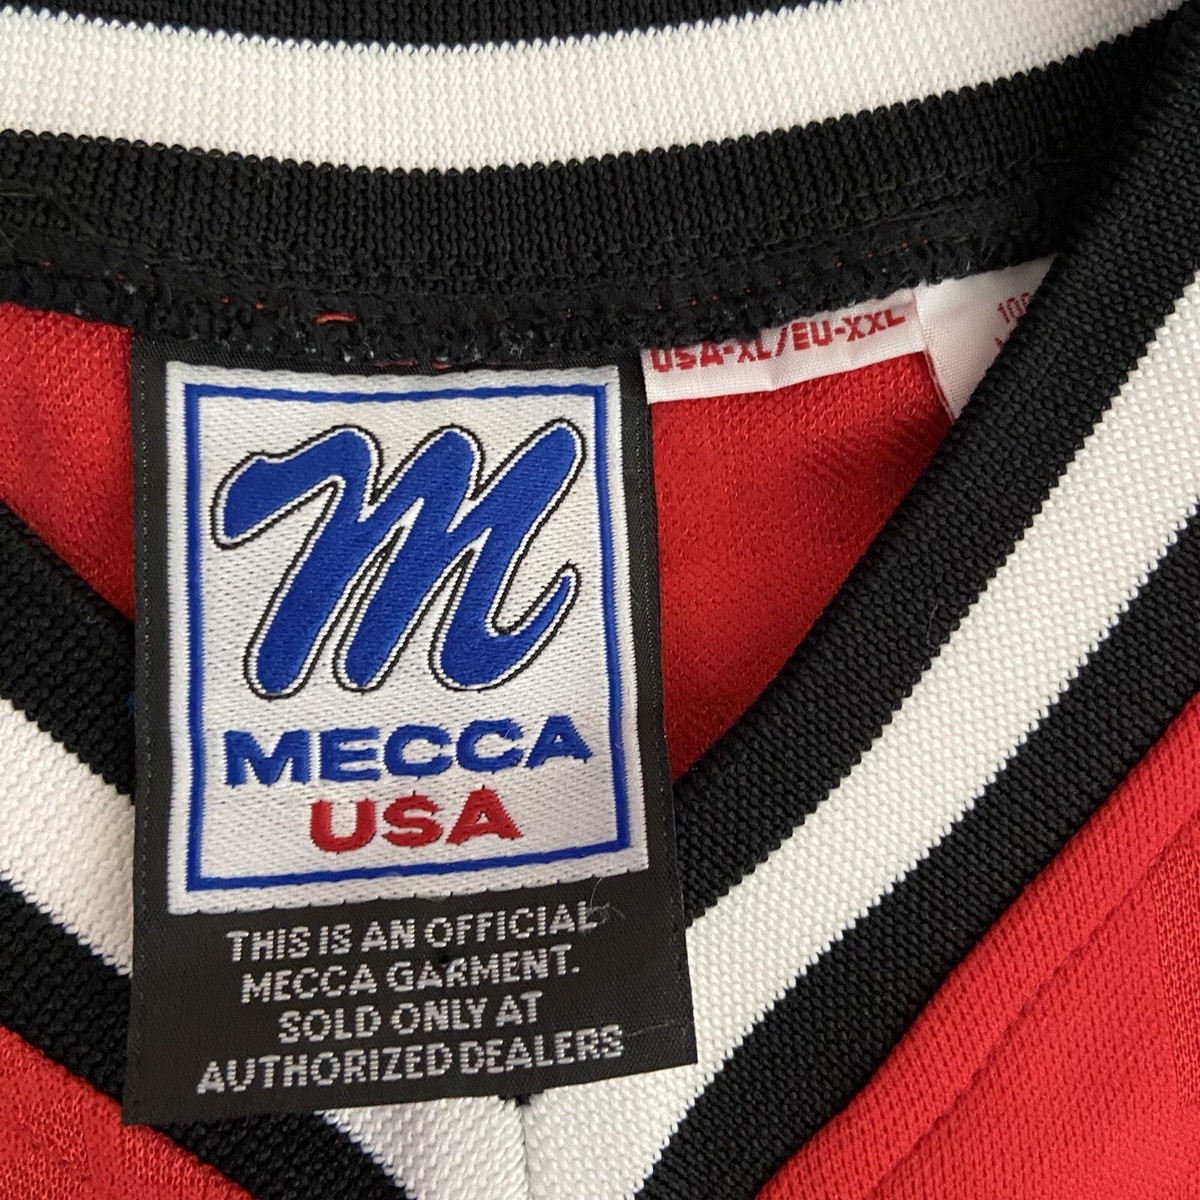 USA-XL/EU-XXL
M
MECCA
USA
THIS IS AN OFFICIAL
MECCA GARMENT.
SOLD ONLY AT
AUTHORIZED DEALERS